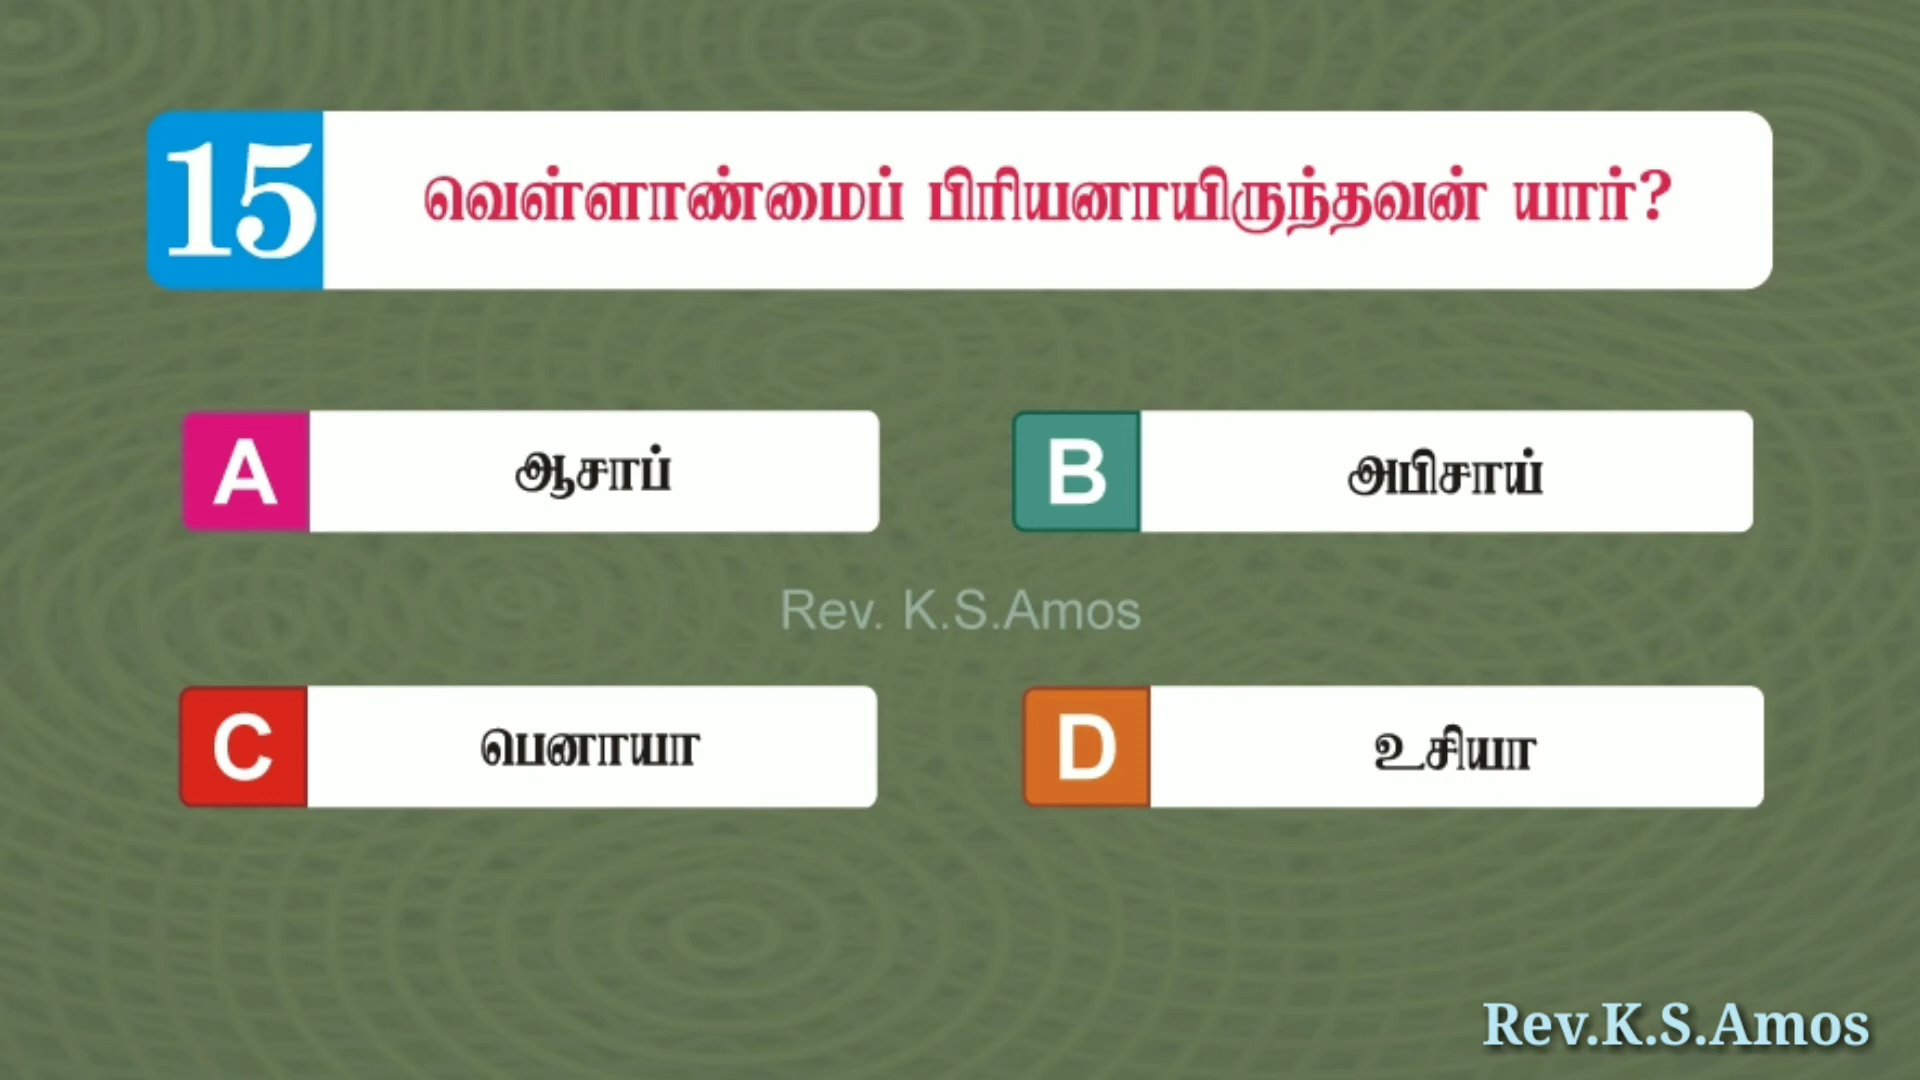 15 வெள்ளாண்மைப் பிரியனாயிருந்தவன் யார்?
A ஆசாப்
B அபிசாய்
Rev. K.S.Amos
C பெனாயா
D உசியா
Rev.K.S.Amos